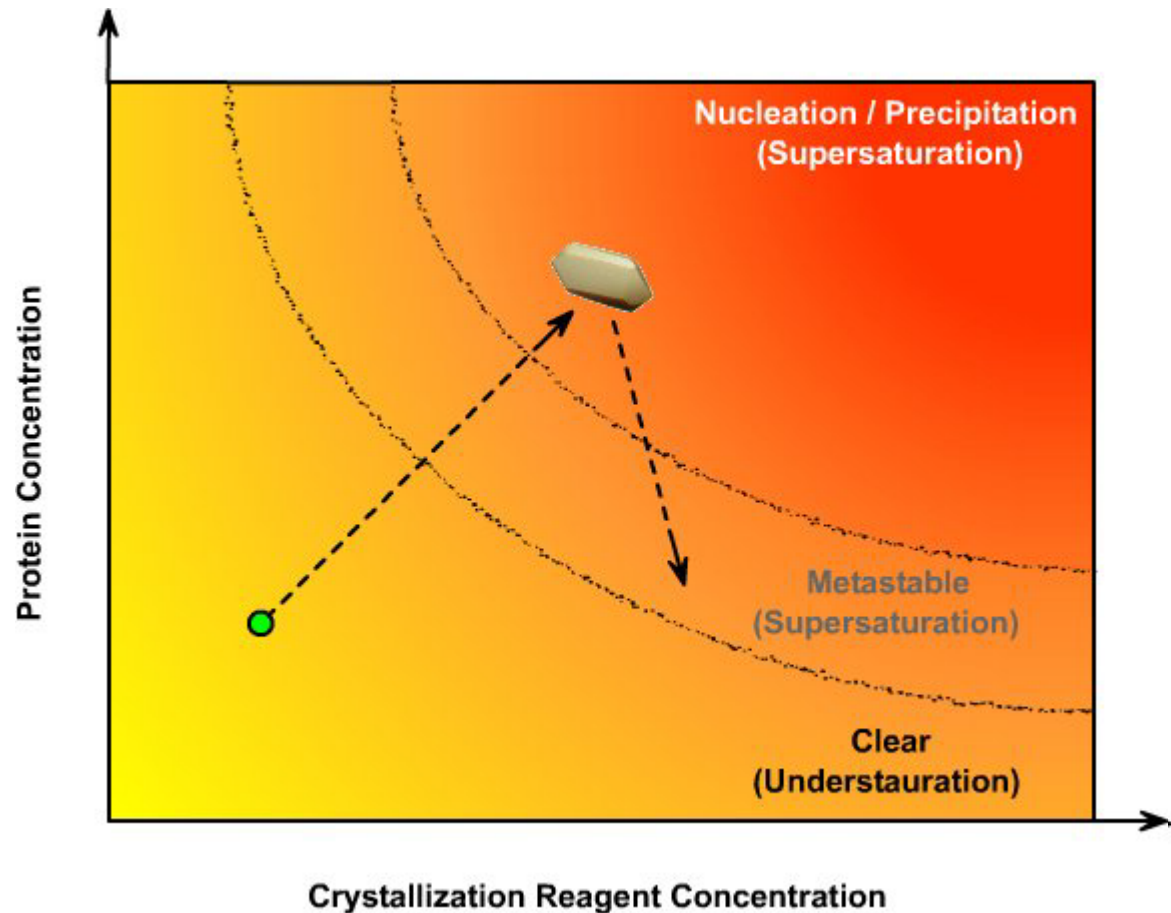 Nucleation / Precipitation
(Supersaturation)
Protein Concentration
Metastable
(Supersaturation)
Clear
(Understauration)
Crystallization Reagent Concentration